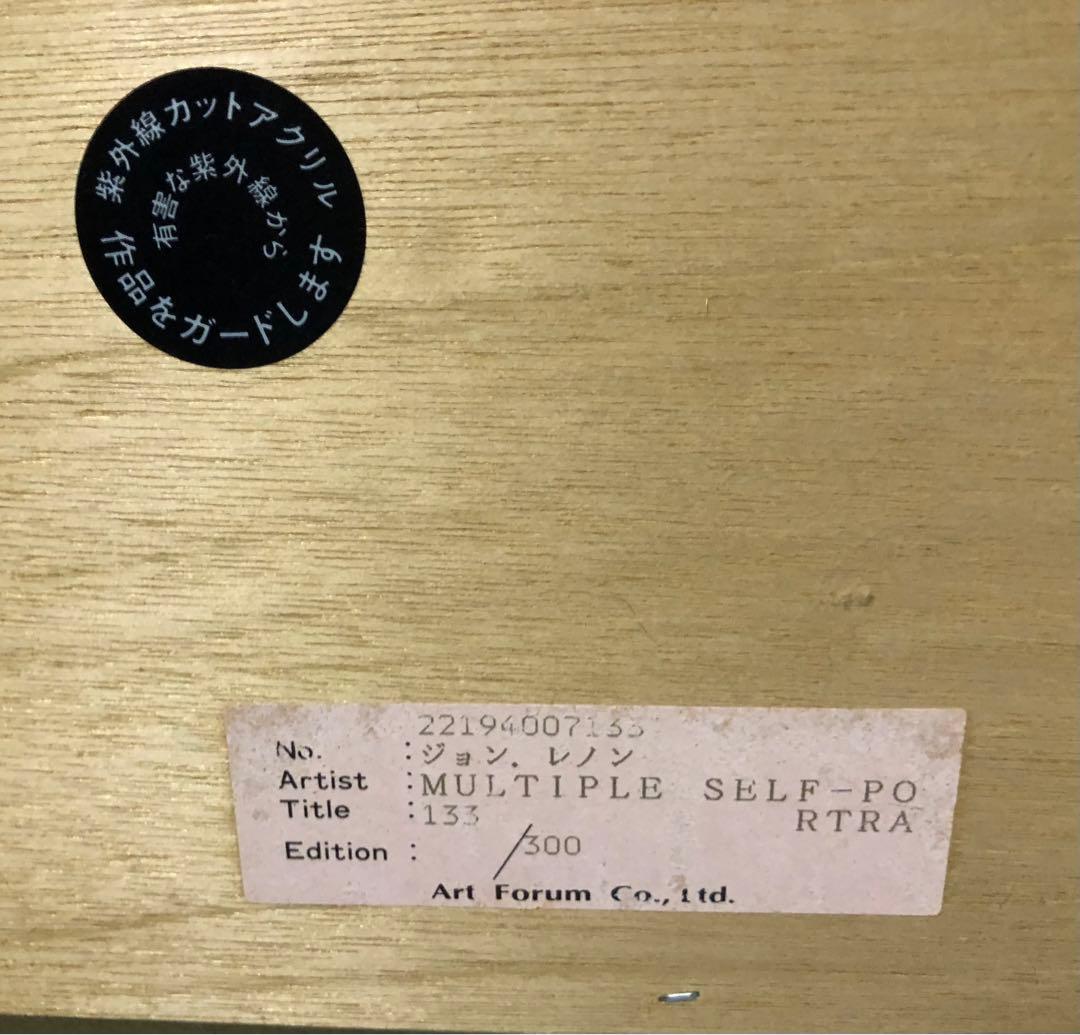 紫外線カットアクリル
有害な紫外線から
作品をガードします
22194007133
No. :ジョン．レノン
Artist :MULTIPLE SELF-PO
Title :133 RTRA
Edition : /300
Art Forum Co., Ltd.